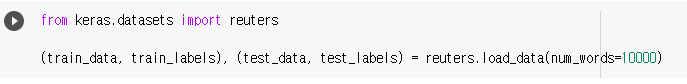 from keras.datasets import reuters
(train_data, train_labels), (test_data, test_labels) = reuters.load_data(num_words=10000)